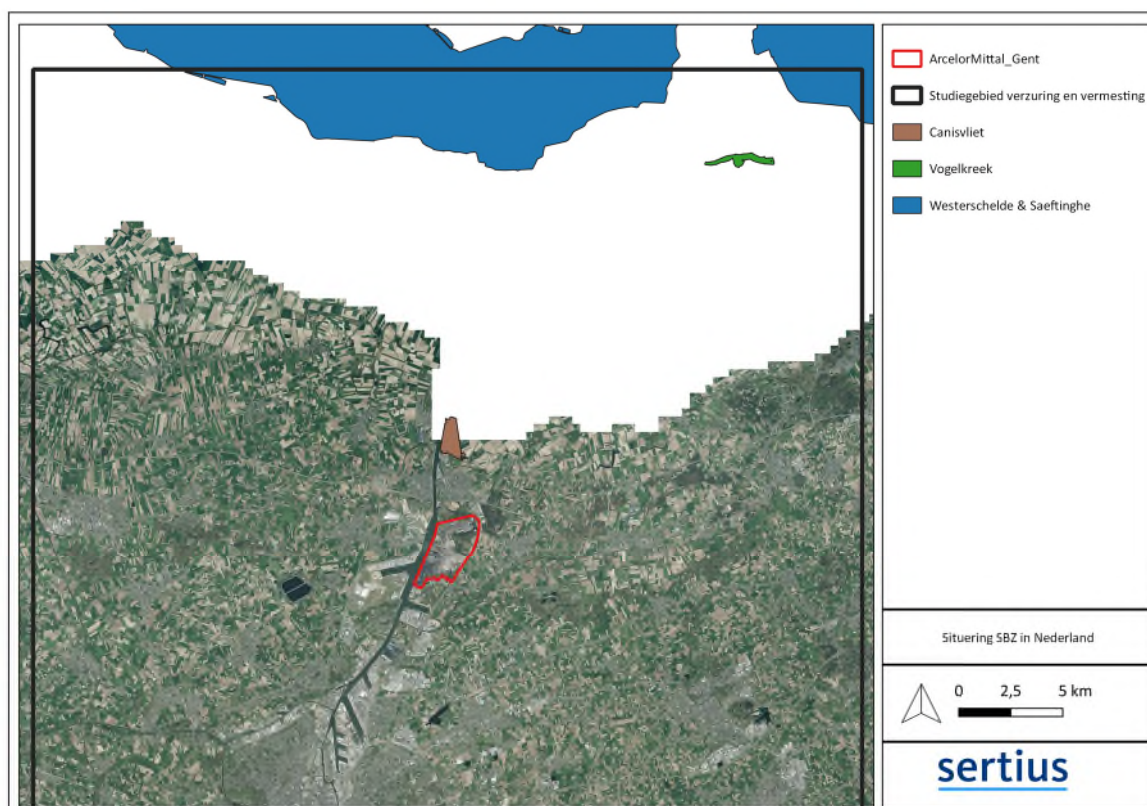 ArcelorMittal_Gent
Studiegebied verzuring en vermesting
Canisvliet
Vogelkreek
Westerschelde & Saeftinghe
Situering SBZ in Nederland
0 2,5 5 km
sertius